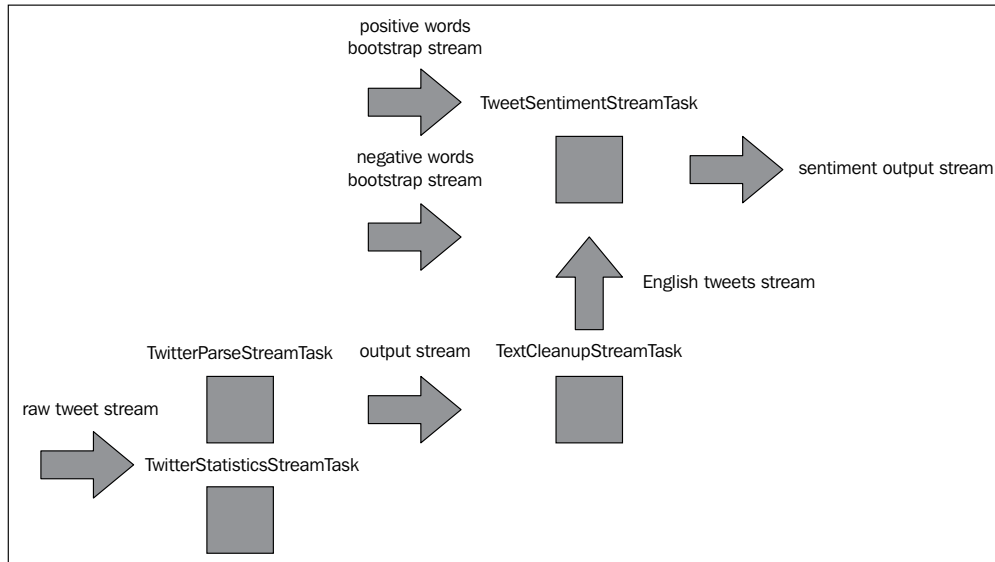 positive words
bootstrap stream
TweetSentimentStreamTask
negative words
bootstrap stream
sentiment output stream
English tweets stream
TwitterParseStreamTask
output stream
TextCleanupStreamTask
raw tweet stream
TwitterStatisticsStreamTask